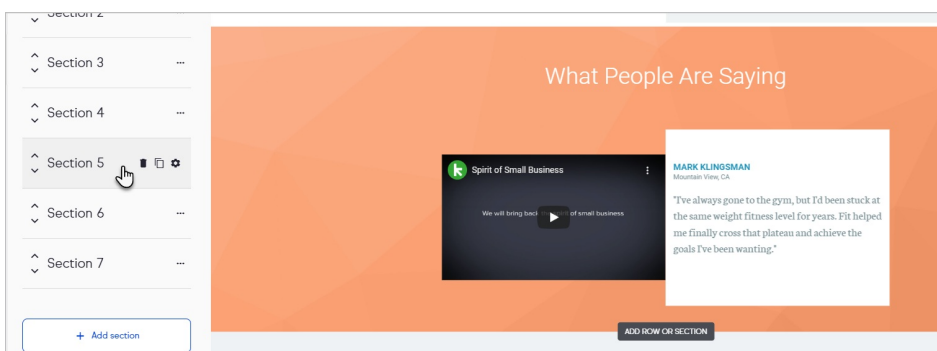 Section 2
Section 3
Section 4
Section 5
Section 6
Section 7
+ Add section
What People Are Saying
Spirit of Small Business
We will bring back the spirit of small business
MARK KLINGSMAN
Mountain View, CA
"I've always gone to the gym, but I'd been stuck at
the same weight fitness level for years. Fit helped
me finally cross that plateau and achieve the
goals I've been wanting."
ADD ROW OR SECTION